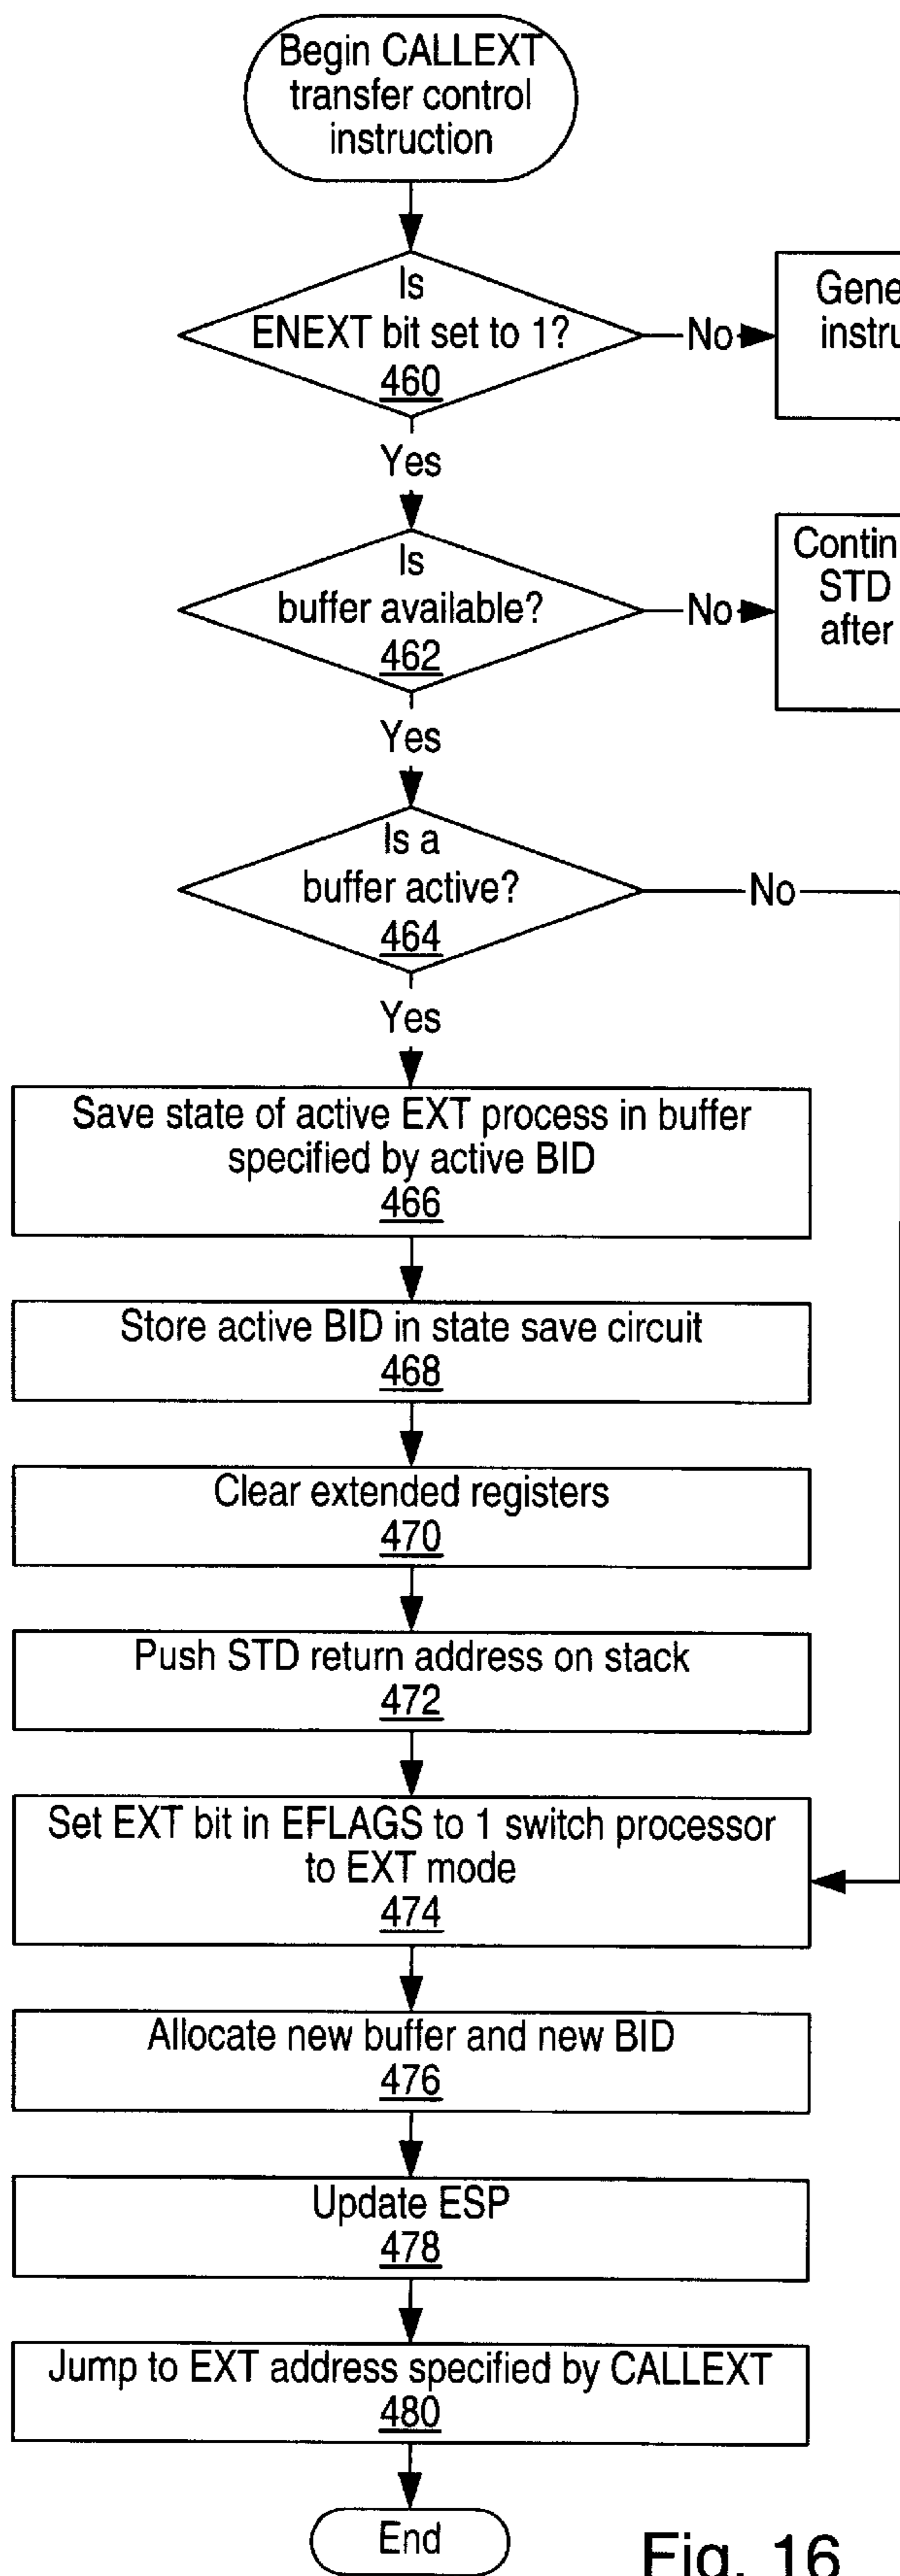 Begin CALLEXT
transfer control
instruction
Is
ENEXT bit set to 1?
460
No
Yes
Is
buffer available?
462
No
STD
after
Yes
Is a
buffer active?
464
No
Yes
Save state of active EXT process in buffer
specified by active BID
466
Store active BID in state save circuit
468
Clear extended registers
470
Push STD return address on stack
472
Set EXT bit in EFLAGS to 1 switch processor
to EXT mode
474
Allocate new buffer and new BID
476
Update ESP
478
Jump to EXT address specified by CALLEXT
480
End
Fig. 16